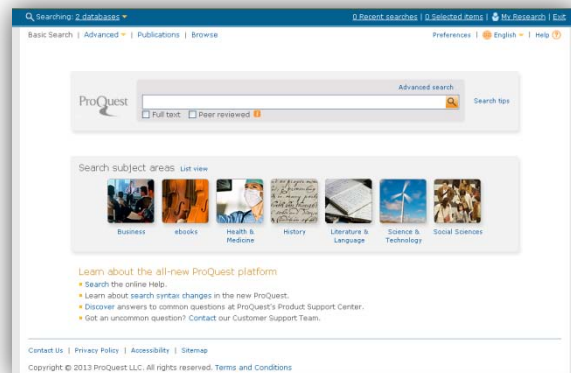 Searching: 2 databases
0 Recent searches | 0 Selected items | My Research | Exit
Basic Search | Advanced | Publications | Browse
Preferences | English | Help ?
Advanced search
ProQuest
Search tips
Full text Peer reviewed
Search subject areas List view
Business ebooks Health & Medicine History Literature & Language Science & Technology Social Sciences
Learn about the all-new ProQuest platform
Search the online Help.
Learn about search syntax changes in the new ProQuest.
Discover answers to common questions at ProQuest's Product Support Center.
Got an uncommon question? Contact our Customer Support Team.
Contact Us | Privacy Policy | Accessibility | Sitemap
Copyright © 2013 ProQuest LLC. All rights reserved. Terms and Conditions